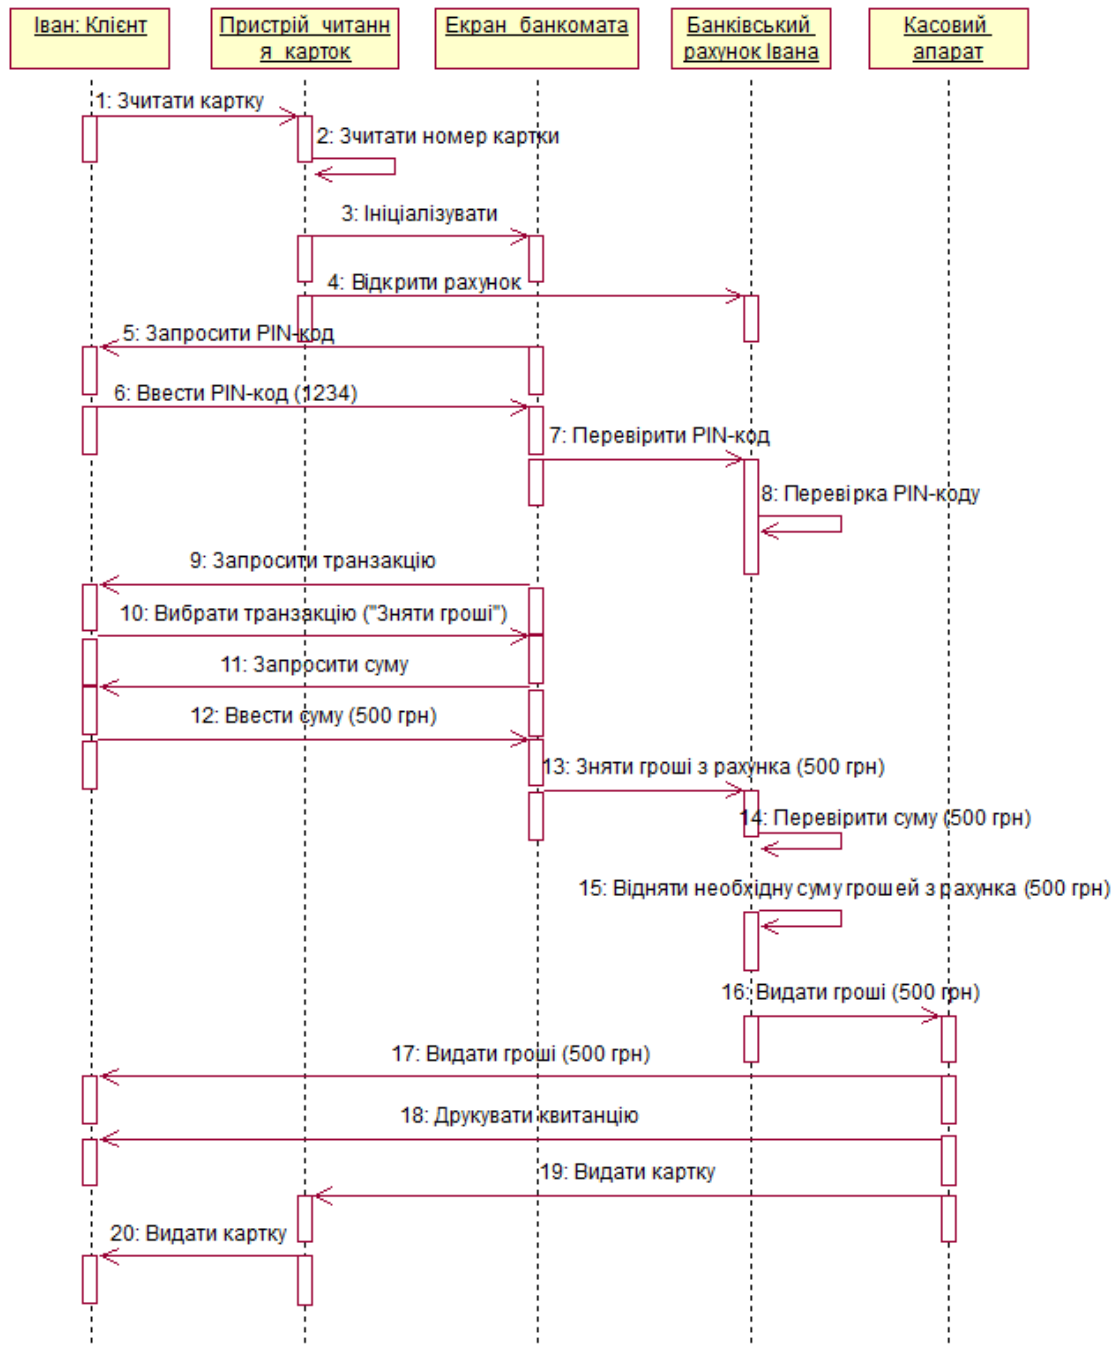 Іван: Клієнт
Пристрій читанн
я карток
Екран банкомата
Банківський
рахунок Івана
Касовий
апарат
1: Зчитати картку
2: Зчитати номер картки
3: Ініціалізувати
4: Відкрити рахунок
5: Запросити PIN-код
6: Ввести PIN-код (1234)
7: Перевірити PIN-код
8: Перевірка PIN-коду
9: Запросити транзакцію
10: Вибрати транзакцію ("Зняти гроші")
11: Запросити суму
12: Ввести суму (500 грн)
13: Зняти гроші з рахунка (500 грн)
14: Перевірити суму (500 грн)
15: Відняти необхідну суму грошей з рахунка (500 грн)
16: Видати гроші (500 грн)
17: Видати гроші (500 грн)
18: Друкувати квитанцію
19: Видати картку
20: Видати картку